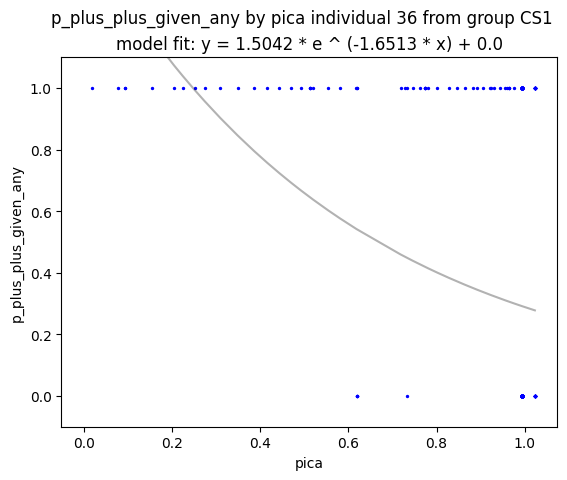 p_plus_plus_given_any by pica individual 36 from group CS1
model fit: y = 1.5042 * e ^ (-1.6513 * x) + 0.0
1.0
0.8
0.6
0.4
0.2
0.0
p_plus_plus_given_any
0.0 0.2 0.4 0.6 0.8 1.0
pica